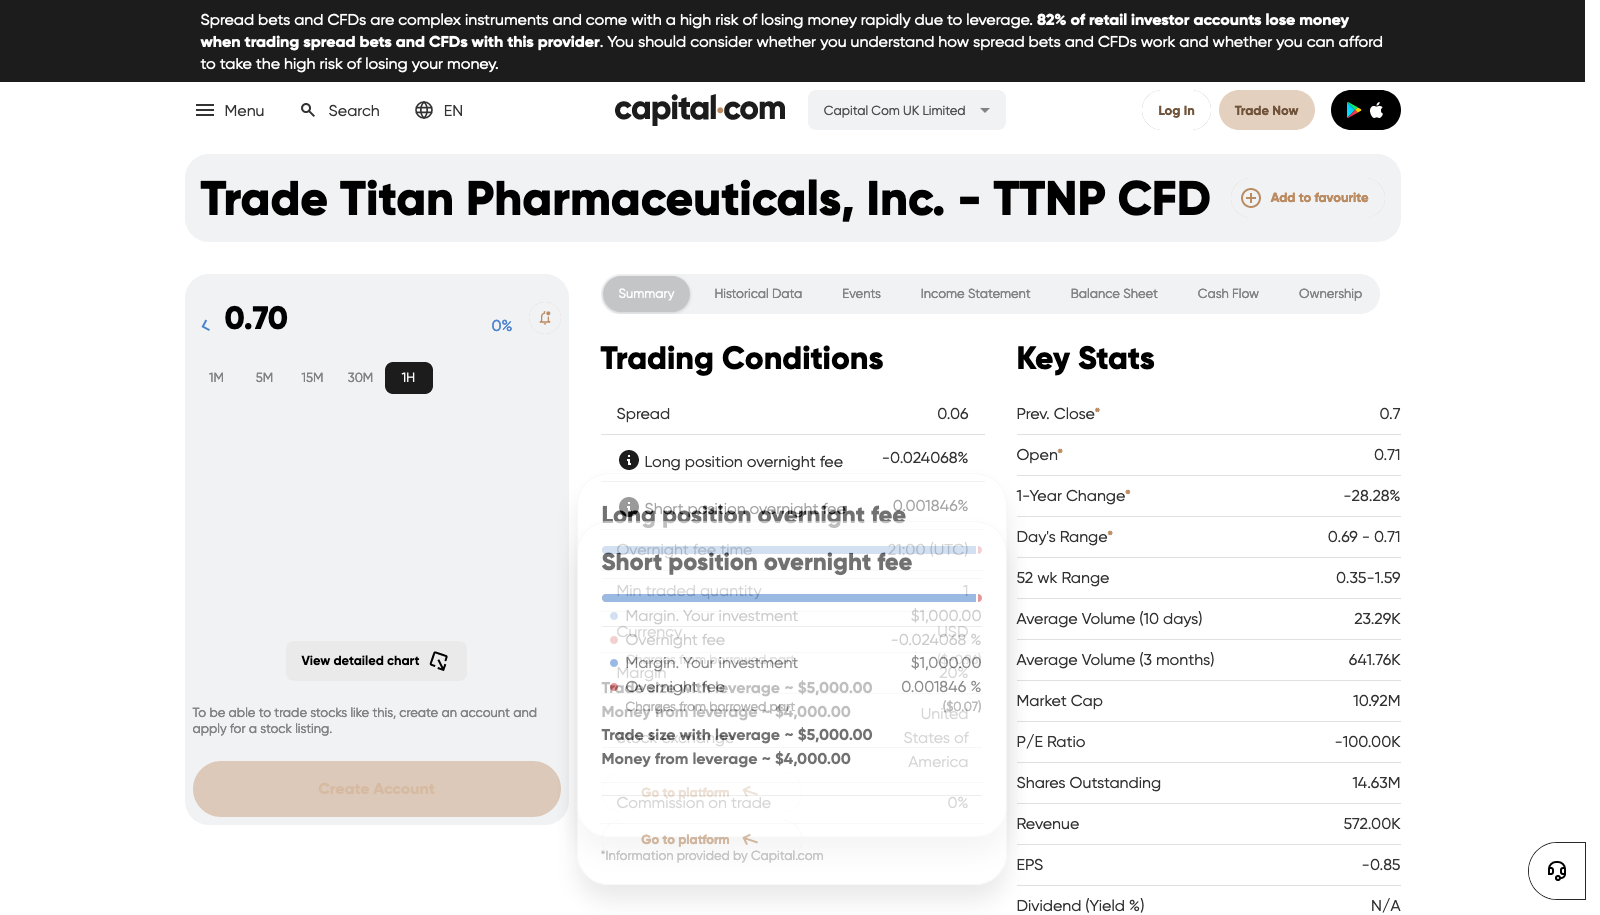 Spread bets and CFDs are complex instruments and come with a high risk of losing money rapidly due to leverage. 82% of retail investor accounts lose money
when trading spread bets and CFDs with this provider. You should consider whether you understand how spread bets and CFDs work and whether you can afford
to take the high risk of losing your money.
Menu Search EN capital.com Capital Com UK Limited Log In Trade Now
Trade Titan Pharmaceuticals, Inc. - TTNP CFD Add to favourite
0.70 0%
1M 5M 15M 30M 1H
View detailed chart
To be able to trade stocks like this, create an account and
apply for a stock listing.
Create Account
Summary Historical Data Events Income Statement Balance Sheet Cash Flow Ownership
Trading Conditions
Spread 0.06
Long position overnight fee -0.024068%
Short position overnight fee 0.001846%
Long position overnight fee
Overnight fee time 21:00 (UTC)
Short position overnight fee
Min traded quantity 1
Margin. Your investment $1,000.00
Currency USD
Overnight fee -0.024068 %
Margin. Your investment $1,000.00
Margin 20%
Overnight fee 0.001846 %
Trade size with leverage ~ $5,000.00
Charges from borrowed part ($0.07)
Money from leverage ~ $4,000.00
United
Trade size with leverage ~ $5,000.00
Stock exchange States of
Money from leverage ~ $4,000.00
America
Go to platform
Commission on trade 0%
Go to platform
*Information provided by Capital.com
Key Stats
Prev. Close* 0.7
Open* 0.71
1-Year Change* -28.28%
Day's Range* 0.69 - 0.71
52 wk Range 0.35-1.59
Average Volume (10 days) 23.29K
Average Volume (3 months) 641.76K
Market Cap 10.92M
P/E Ratio -100.00K
Shares Outstanding 14.63M
Revenue 572.00K
EPS -0.85
Dividend (Yield %) N/A